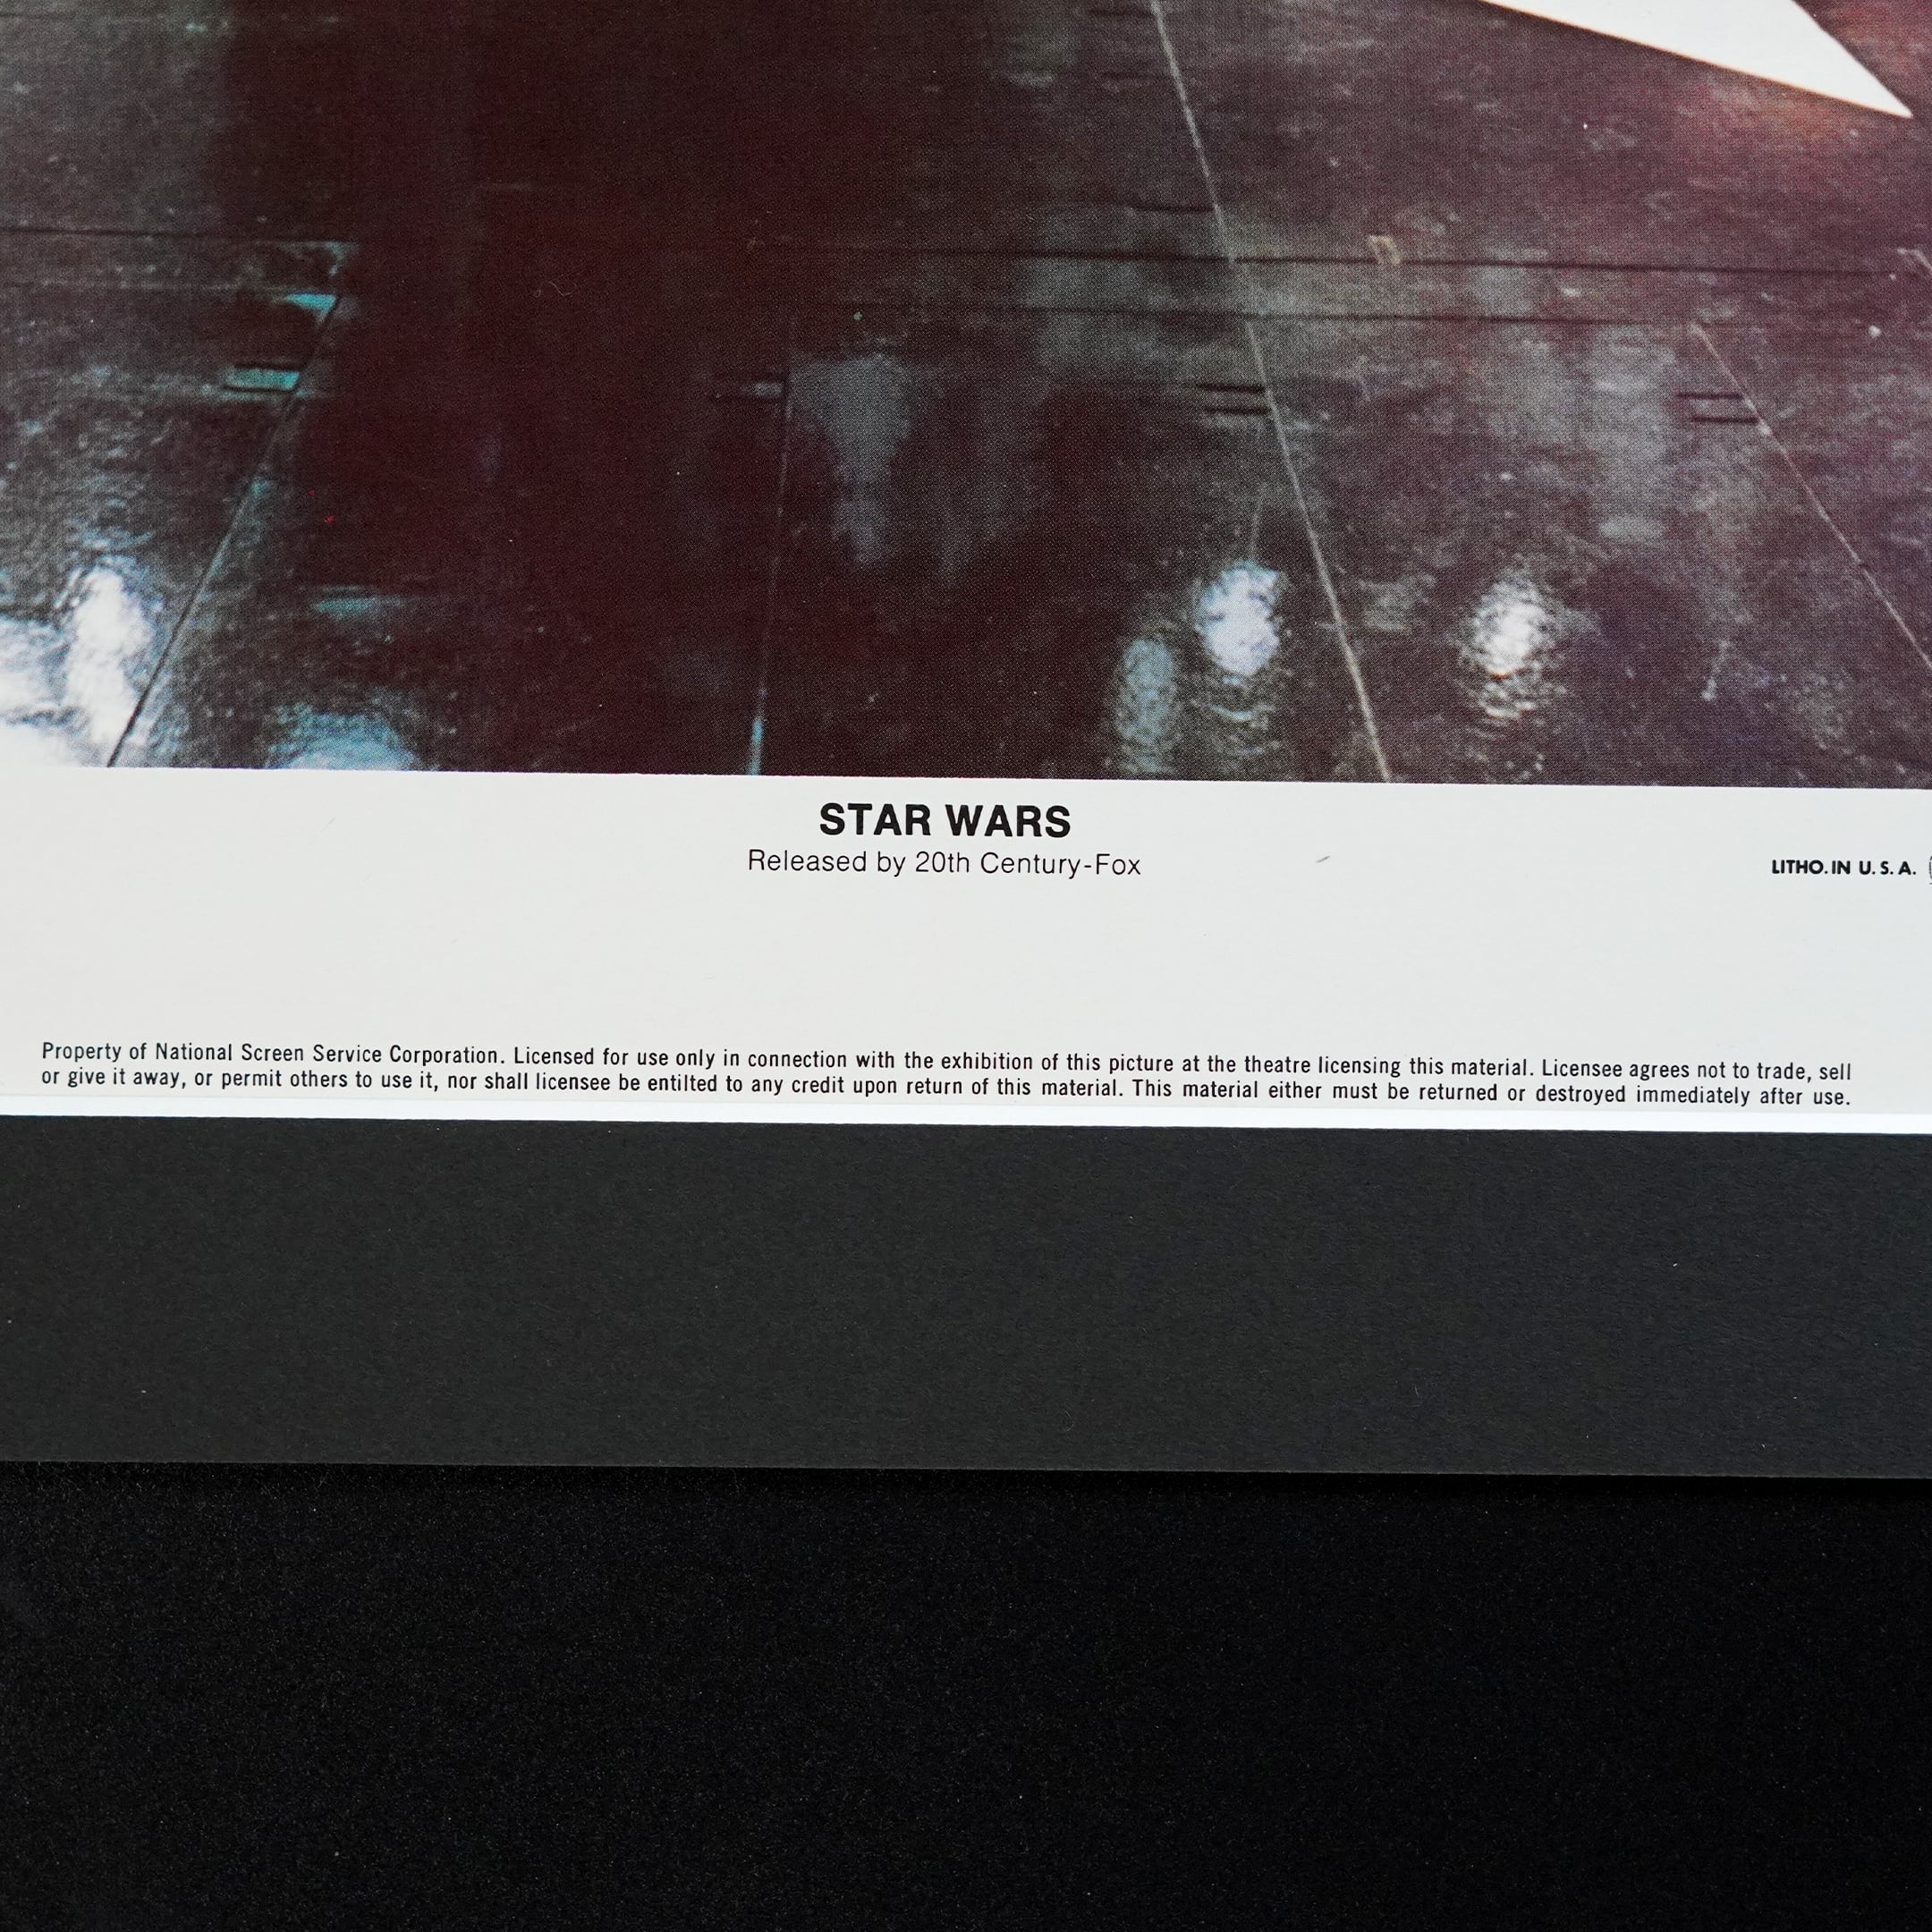 STAR WARS
Released by 20th Century-Fox
LITHO. IN U. S. A.
Property of National Screen Service Corporation. Licensed for use only in connection with the exhibition of this picture at the theatre licensing this material. Licensee agrees not to trade, sell
or give it away, or permit others to use it, nor shall licensee be entilted to any credit upon return of this material. This material either must be returned or destroyed immediately after use.